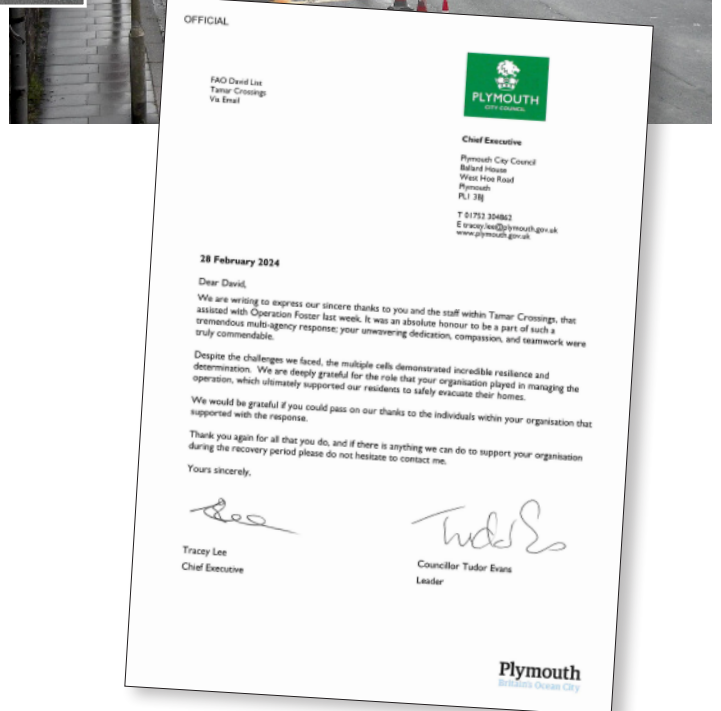 OFFICIAL
FAO David List
Tamar Crossings
Via Email
PLYMOUTH
CITY COUNCIL
Chief Executive
Plymouth City Council
Ballard House
West Hoe Road
Plymouth
PL1 3BJ
T 01752 304862
E tracey.lee@plymouth.gov.uk
www.plymouth.gov.uk
28 February 2024
Dear David,
We are writing to express our sincere thanks to you and the staff within Tamar Crossings, that
assisted with Operation Foster last week. It was an absolute honour to be a part of such a
tremendous multi-agency response; your unwavering dedication, compassion, and teamwork were
truly commendable.
Despite the challenges we faced, the multiple cells demonstrated incredible resilience and
determination. We are deeply grateful for the role that your organisation played in managing the
operation, which ultimately supported our residents to safely evacuate their homes.
We would be grateful if you could pass on our thanks to the individuals within your organisation that
supported with the response.
Thank you again for all that you do, and if there is anything we can do to support your organisation
during the recovery period please do not hesitate to contact me.
Yours sincerely,
Tudor Evans
Tracey Lee
Chief Executive
Councillor Tudor Evans
Leader
Plymouth
Britain's Ocean City